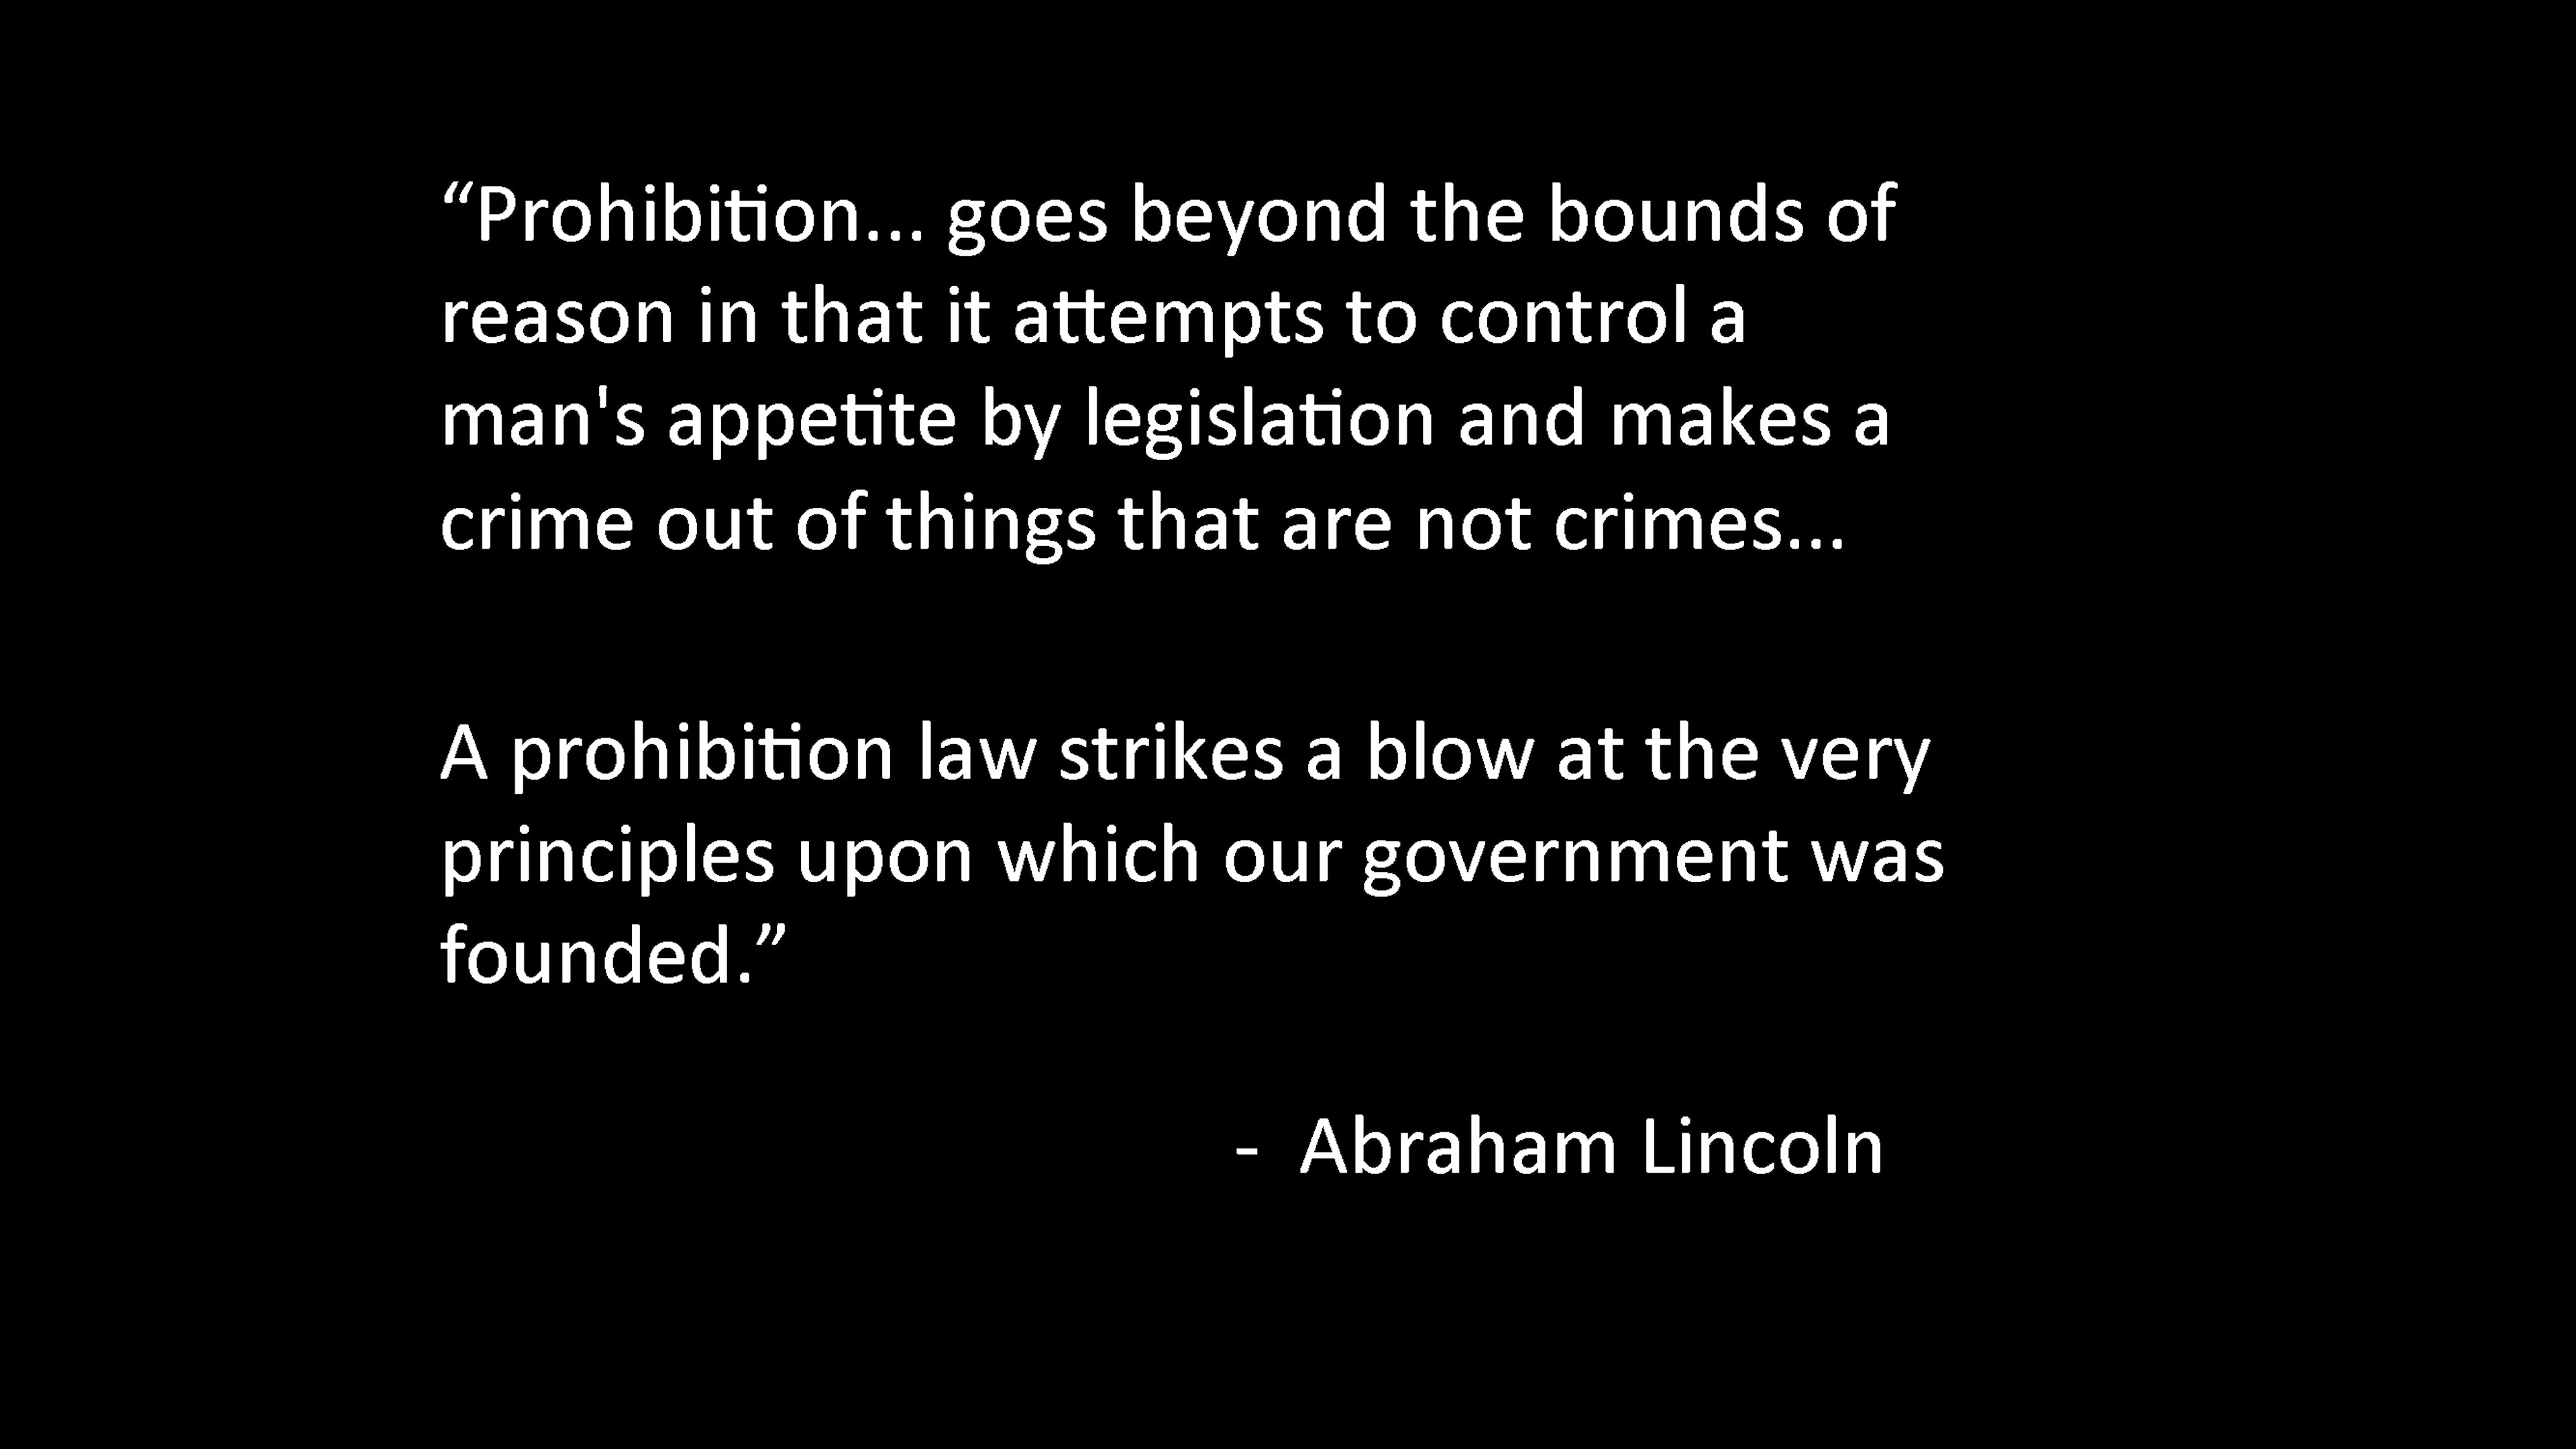 “Prohibition... goes beyond the bounds of
reason in that it attempts to control a
man's appetite by legislation and makes a
crime out of things that are not crimes...
A prohibition law strikes a blow at the very
principles upon which our government was
founded.”
- Abraham Lincoln